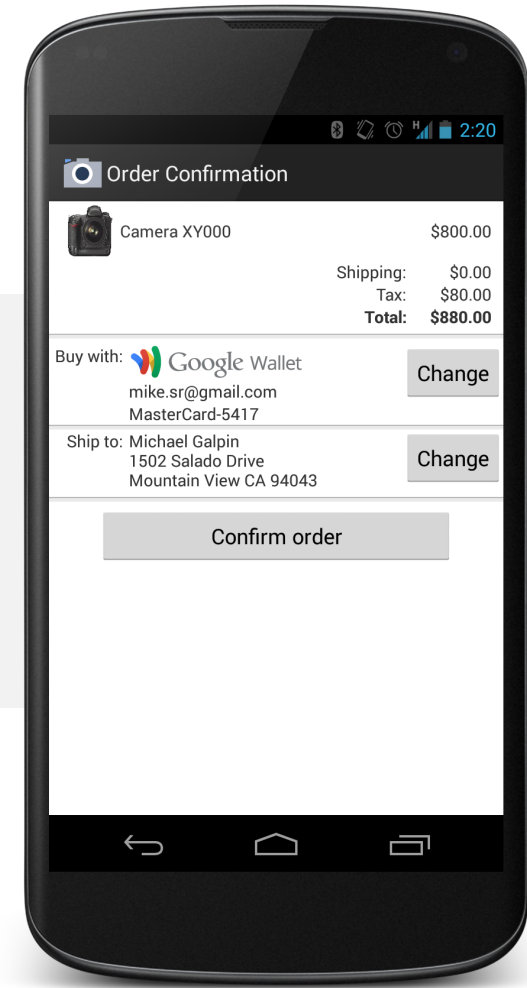 H 2:20
Order Confirmation
Camera XY000 $800.00
Shipping: $0.00
Tax: $80.00
Total: $880.00
Buy with: Google Wallet
mike.sr@gmail.com
MasterCard-5417
Change
Ship to: Michael Galpin
1502 Salado Drive
Mountain View CA 94043
Change
Confirm order